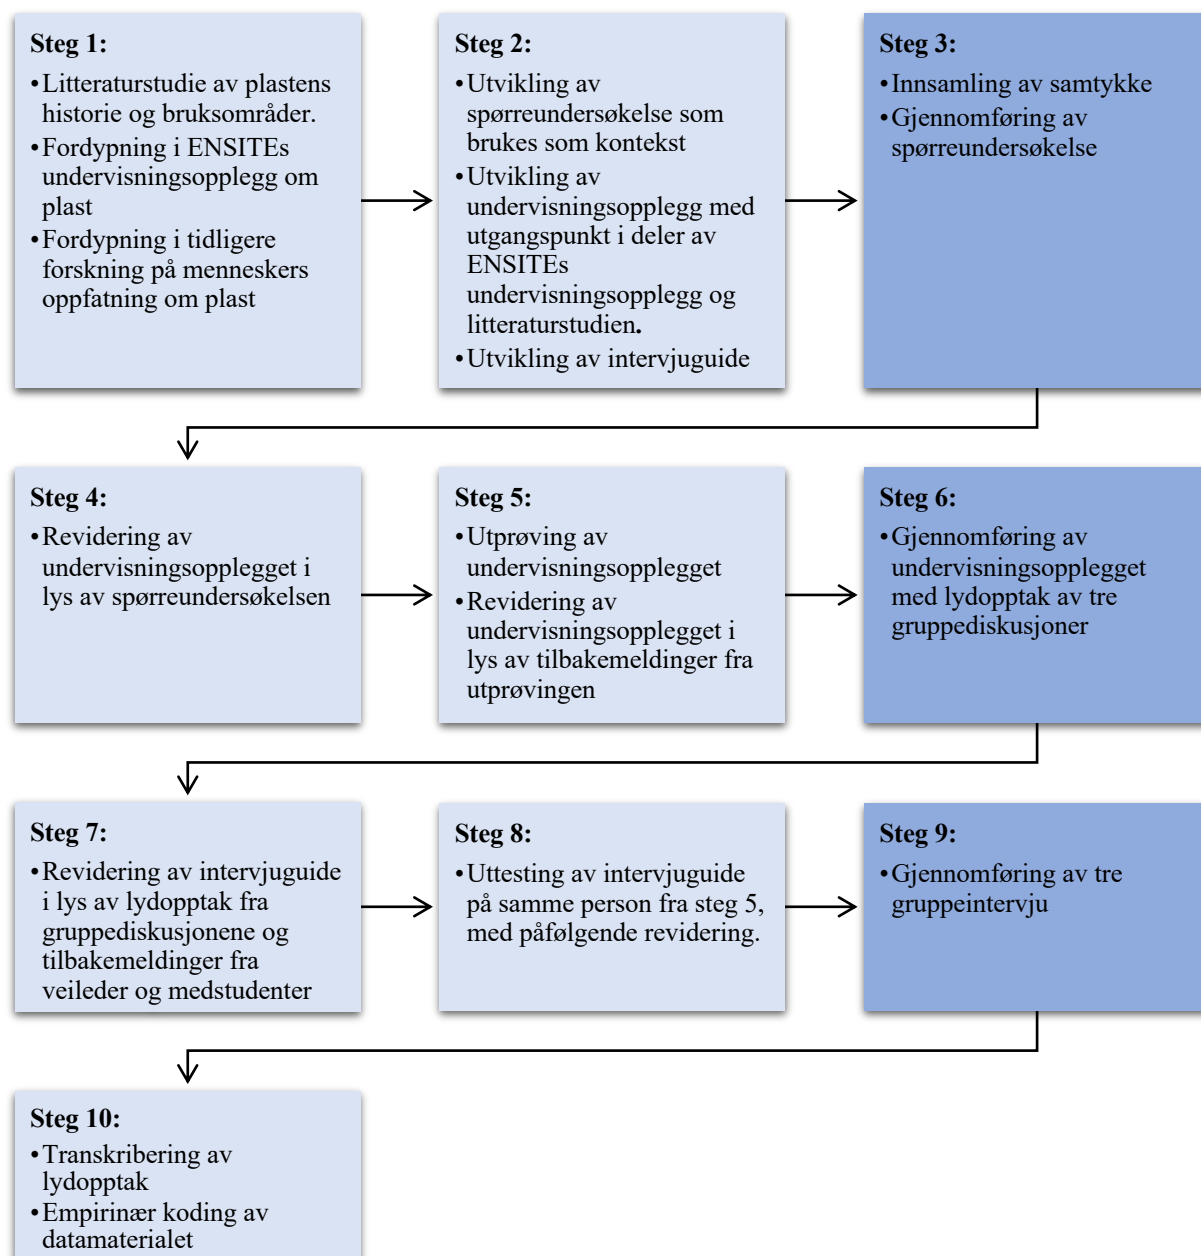 Steg 1:
•Litteraturstudie av plastens
historie og bruksområder.
•Fordypning i ENSITEs
undervisningsopplegg om
plast
•Fordypning i tidligere
forskning på menneskers
oppfatning om plast
Steg 2:
•Utvikling av
spørreundersøkelse som
brukes som kontekst
•Utvikling av
undervisningsopplegg med
utgangspunkt i deler av
ENSITEs
undervisningsopplegg og
litteraturstudien.
•Utvikling av intervjuguide
Steg 3:
•Innsamling av samtykke
•Gjennomføring av
spørreundersøkelse
Steg 4:
•Revidering av
undervisningsopplegget i
lys av spørreundersøkelsen
Steg 5:
•Utprøving av
undervisningsopplegget
•Revidering av
undervisningsopplegget i
lys av tilbakemeldinger fra
utprøvingen
Steg 6:
•Gjennomføring av
undervisningsopplegget
med lydopptak av tre
gruppediskusjoner
Steg 7:
•Revidering av intervjuguide
i lys av lydopptak fra
gruppediskusjonene og
tilbakemeldinger fra
veileder og medstudenter
Steg 8:
•Uttesting av intervjuguide
på samme person fra steg 5,
med påfølgende revidering.
Steg 9:
•Gjennomføring av tre
gruppeintervju
Steg 10:
•Transkribering av
lydopptak
•Empirinær koding av
datamaterialet